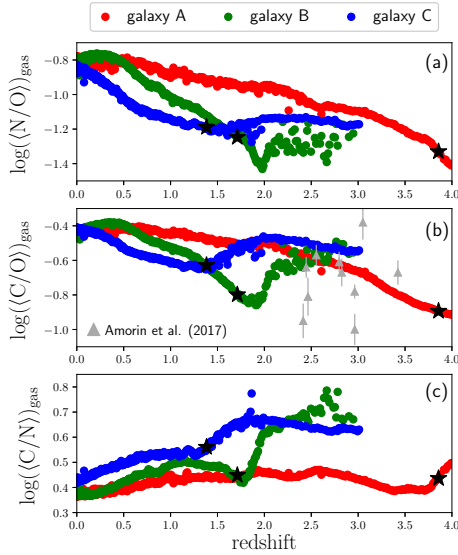 galaxy A galaxy B galaxy C
(a)
log(⟨N/O⟩)gas
−0.8
−1.0
−1.2
−1.4
0.0 0.5 1.0 1.5 2.0 2.5 3.0 3.5 4.0
(b)
log(⟨C/O⟩)gas
−0.4
−0.6
−0.8
−1.0
Amorin et al. (2017)
0.0 0.5 1.0 1.5 2.0 2.5 3.0 3.5 4.0
(c)
log(⟨C/N⟩)gas
0.8
0.7
0.6
0.5
0.4
0.3
0.0 0.5 1.0 1.5 2.0 2.5 3.0 3.5 4.0
redshift